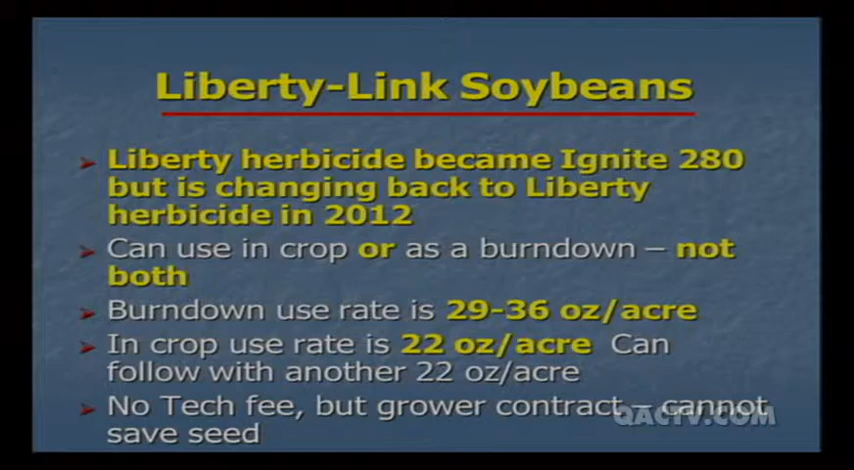 Liberty-Link Soybeans
Liberty herbicide became Ignite 280
but is changing back to Liberty
herbicide in 2012
Can use in crop or as a burndown – not
both
Burndown use rate is 29-36 oz/acre
In crop use rate is 22 oz/acre Can
follow with another 22 oz/acre
No Tech fee, but grower contract – cannot
save seed
QACTV.COM